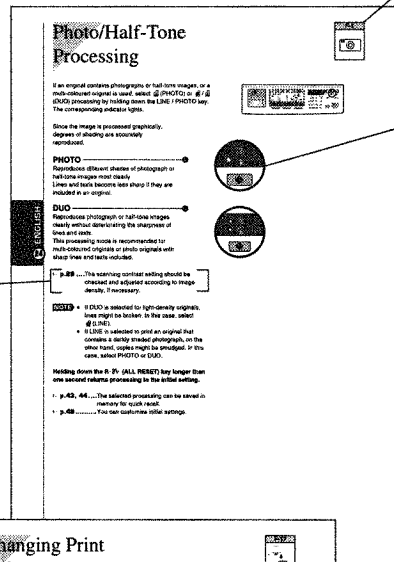 Photo/Half-Tone
Processing
If an original contains photographs or half-tone images, or a
multi-coloured original is used, select (PHOTO) or /
(DUO) processing by holding down the LINE / PHOTO key.
The corresponding indicator lights.
Since the image is processed graphically,
degrees of shading are accurately
reproduced.
PHOTO
Reproduces different shades of photograph or
half-tone images most clearly
Lines and texts become less sharp if they are
included in an original.
DUO
Reproduces photograph or half-tone images
clearly without deteriorating the sharpness of
lines and texts.
This processing mode is recommended for
multi-coloured originals or photo originals with
sharp lines and texts included.
ENGLISH
24
p.29 ....The scanning contrast setting should be
checked and adjusted according to image
density, if necessary.
NOTE • If DUO is selected for light-density originals,
lines might be broken. In this case, select
(LINE).
• If LINE is selected to print an original that
contains a darkly shaded photograph, on the
other hand, copies might be smudged. In this
case, select PHOTO or DUO.
Holding down the R- (ALL RESET) key longer than
one second returns processing to the initial setting.
p.42, 44....The selected processing can be saved in
memory for quick recall.
p.48..........You can customise initial settings.
hanging Print